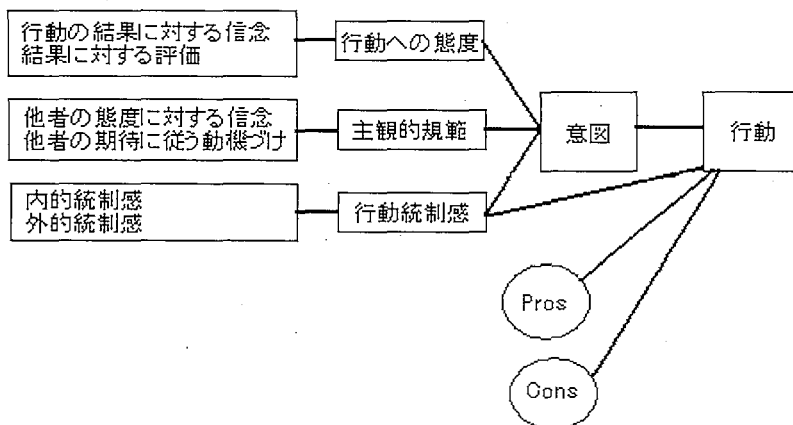 行動の結果に対する信念
結果に対する評価
行動への態度
他者の態度に対する信念
他者の期待に従う動機づけ
主観的規範
意図
行動
内的統制感
外的統制感
行動統制感
Pros
Cons